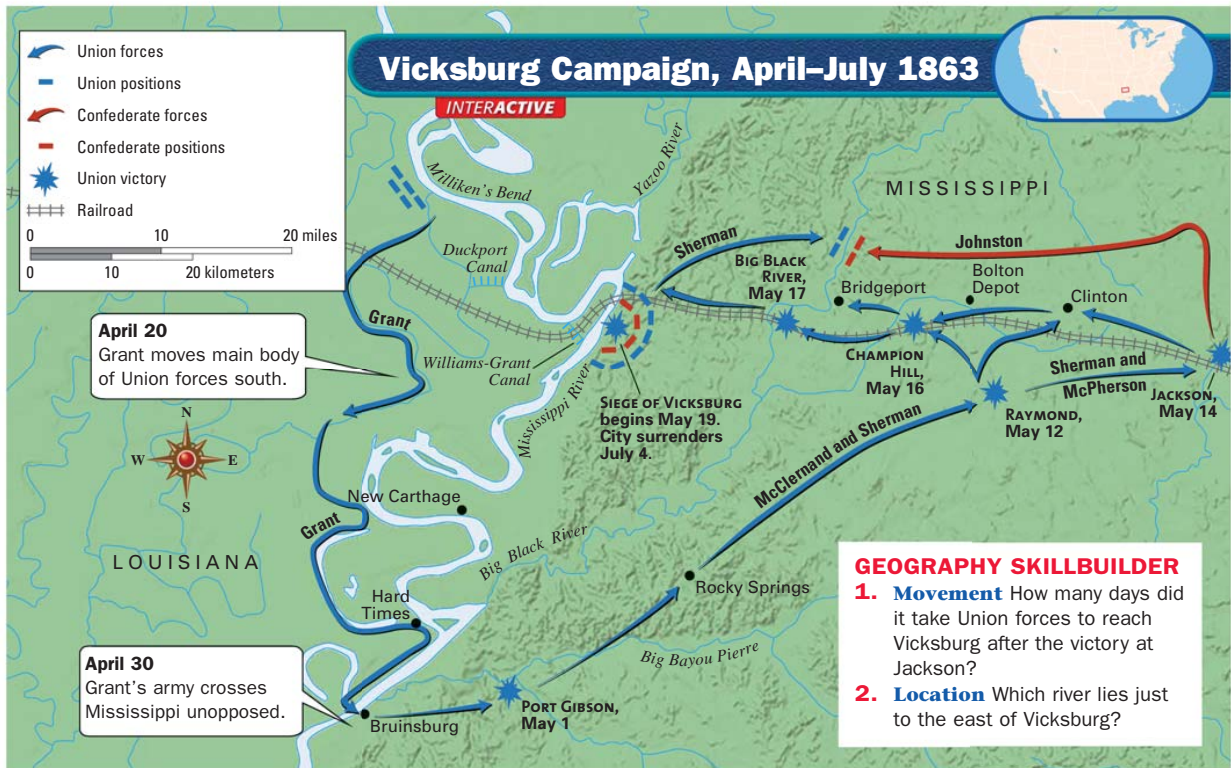 Vicksburg Campaign, April–July 1863
INTERACTIVE
Union forces
Union positions
Confederate forces
Confederate positions
Union victory
Railroad
0 10 20 miles
0 10 20 kilometers
Milliken's Bend
Yazoo River
MISSISSIPPI
Duckport
Canal
Sherman
BIG BLACK
RIVER,
May 17
Johnston
Bridgeport
Bolton
Depot
Clinton
Grant
April 20
Grant moves main body
of Union forces south.
Williams-Grant
Canal
Mississippi River
SIEGE OF VICKSBURG
begins May 19.
City surrenders
July 4.
CHAMPION
HILL,
May 16
Sherman and
McPherson
JACKSON,
May 14
RAYMOND,
May 12
McClernand and Sherman
N
W E
S
New Carthage
Grant
Big Black River
LOUISIANA
Hard
Times
Rocky Springs
Big Bayou Pierre
April 30
Grant's army crosses
Mississippi unopposed.
Bruinsburg
PORT GIBSON,
May 1
GEOGRAPHY SKILLBUILDER
1. Movement How many days did
it take Union forces to reach
Vicksburg after the victory at
Jackson?
2. Location Which river lies just
to the east of Vicksburg?